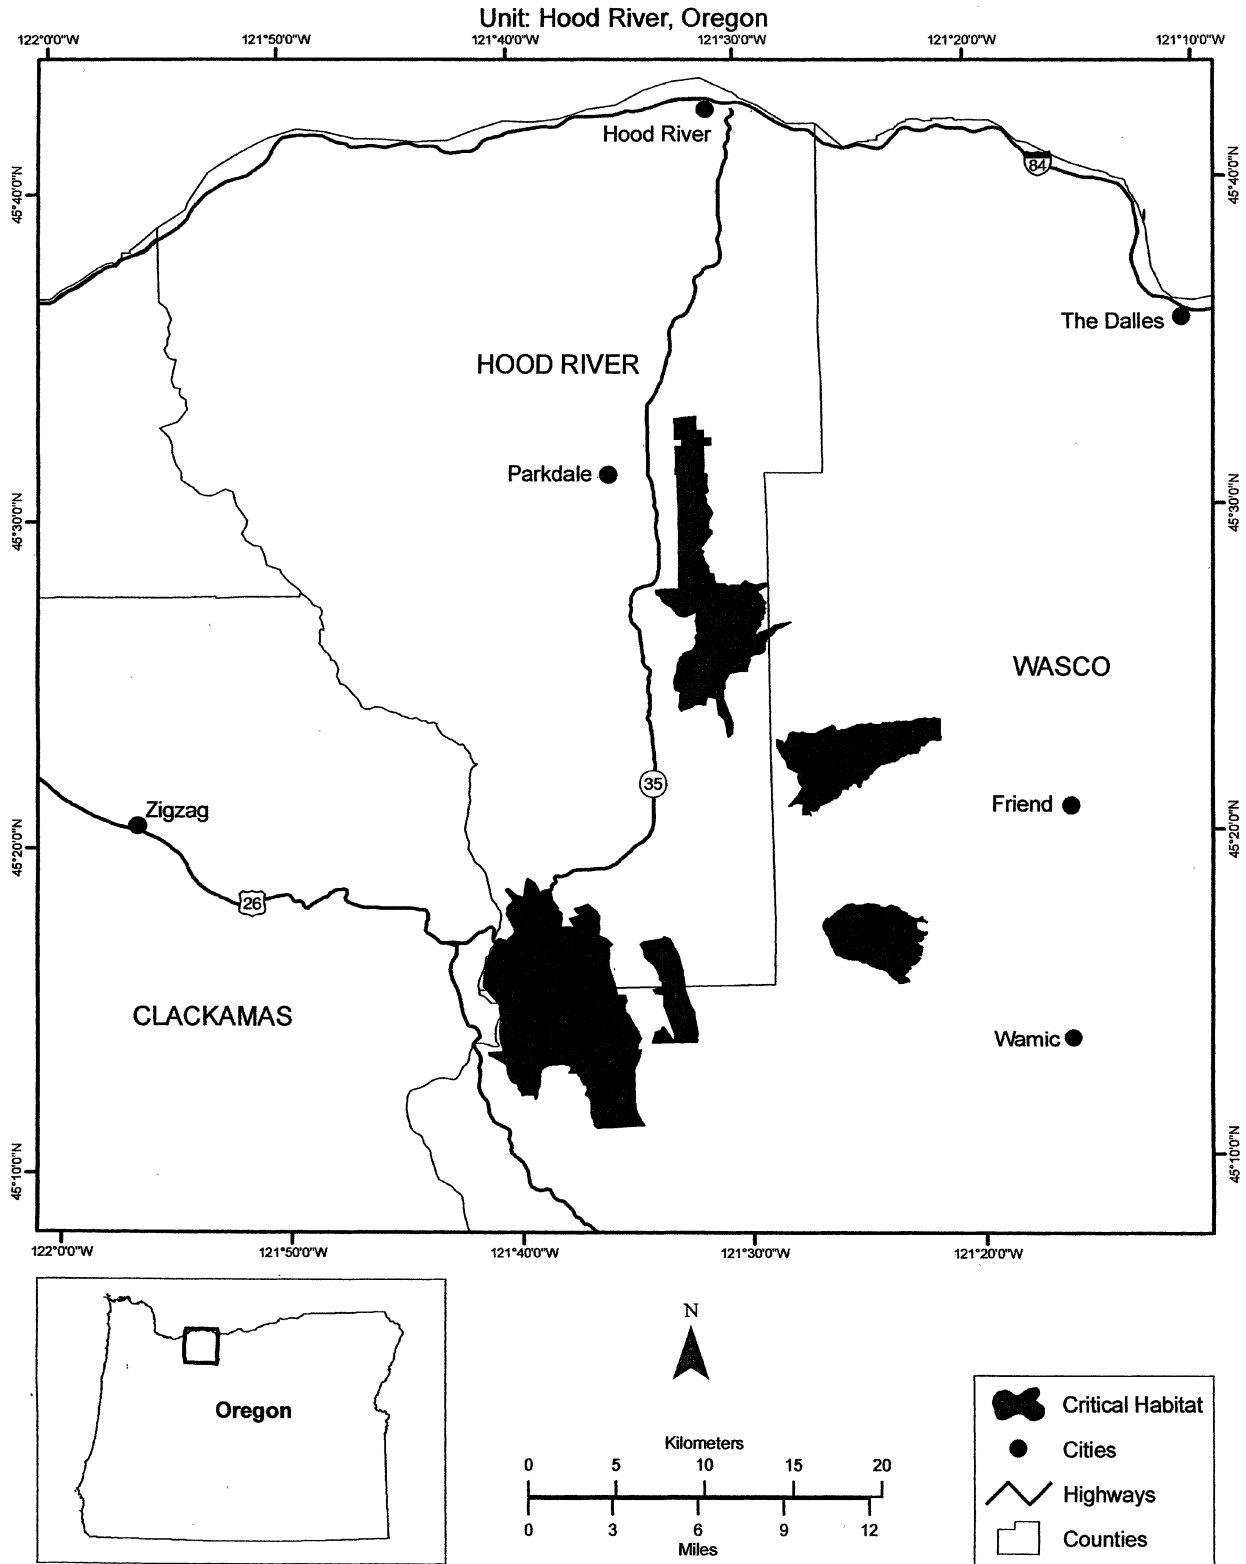 Unit: Hood River, Oregon
122°0'0"W 121°50'0"W 121°40'0"W 121°30'0"W 121°20'0"W 121°10'0"W
Hood River
84
45°40'0"N
45°40'0"N
The Dalles
HOOD RIVER
Parkdale
45°30'0"N
45°30'0"N
WASCO
35
Friend
Zigzag
45°20'0"N
45°20'0"N
26
CLACKAMAS
Wamic
45°10'0"N
45°10'0"N
122°0'0"W 121°50'0"W 121°40'0"W 121°30'0"W 121°20'0"W
N
Oregon
Kilometers
0 5 10 15 20
0 3 6 9 12
Miles
Critical Habitat
Cities
Highways
Counties